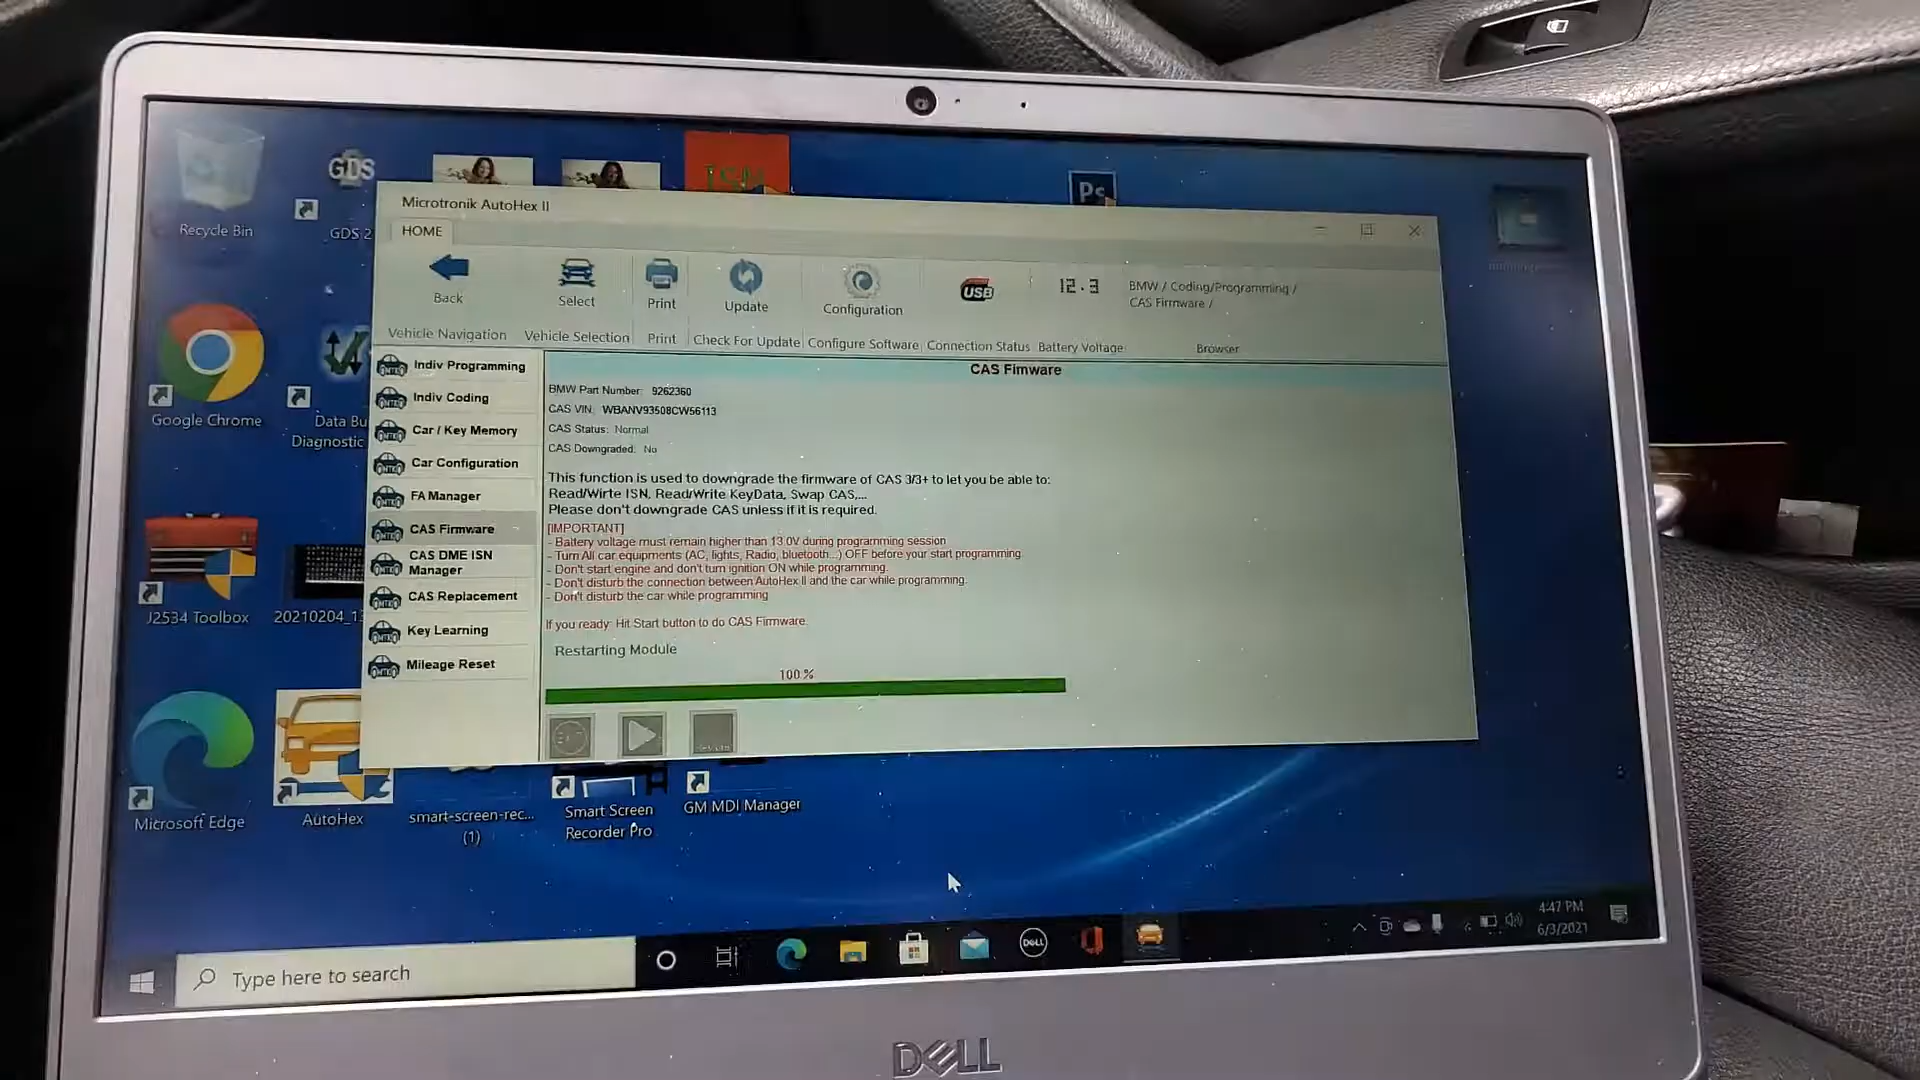 Recycle Bin
GDS
GDS 2
Ps
Microtronik AutoHex II
HOME
Back
Select
Print
Update
Configuration
USB
12.3
BMW / Coding/Programming /
CAS Firmware /
Vehicle Navigation
Vehicle Selection
Print
Check For Update
Configure Software
Connection Status
Battery Voltage
Browser
Indiv Programming
Indiv Coding
Car / Key Memory
Car Configuration
FA Manager
CAS Firmware
CAS DME ISN
Manager
CAS Replacement
Key Learning
Mileage Reset
CAS Fimware
BMW Part Number: 9262360
CAS VIN: WBANV93508CW56113
CAS Status: Normal
CAS Downgraded: No
This function is used to downgrade the firmware of CAS 3/3+ to let you be able to:
Read/Wirte ISN, Read/Write KeyData, Swap CAS,...
Please don't downgrade CAS unless if it is required.
[IMPORTANT]
- Battery voltage must remain higher than 13.0V during programming session
- Turn All car equipments (AC, lights, Radio, bluetooth...) OFF before your start programming
- Don't start engine and don't turn ignition ON while programming.
- Don't disturb the connection between AutoHex II and the car while programming.
- Don't disturb the car while programming
If you ready: Hit Start button to do CAS Firmware.
Restarting Module
100 %
Google Chrome
Data Bu
Diagnostic
J2534 Toolbox
20210204_13
Microsoft Edge
AutoHex
smart-screen-rec...
(1)
Smart Screen
Recorder Pro
GM MDI Manager
Type here to search
DELL
4:47 PM
6/3/2021
DELL